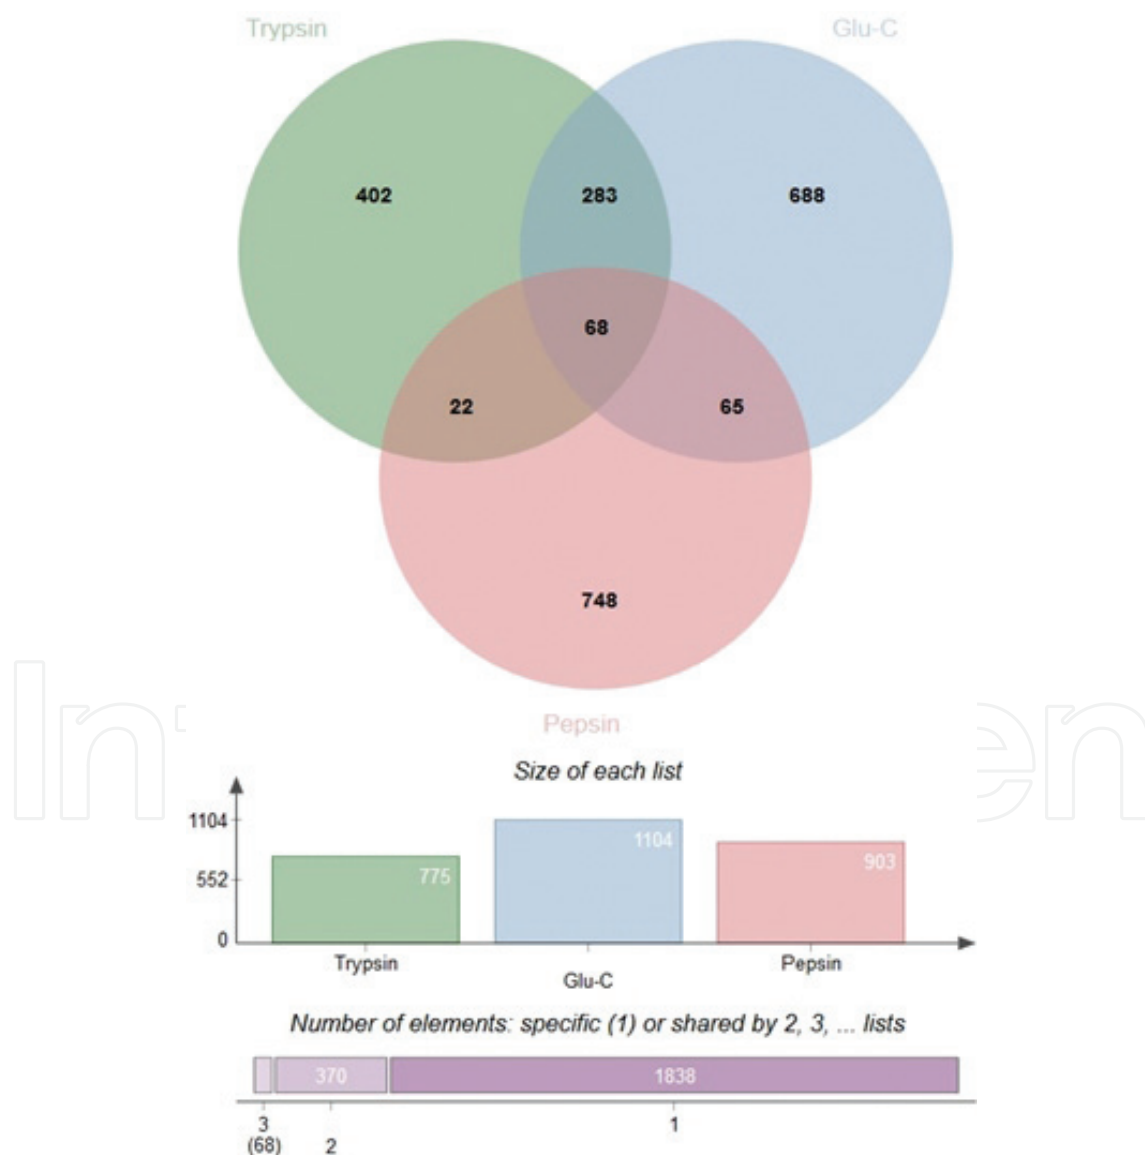 Trypsin Glu-C
402 283 688
68
22 65
748
Pepsin
Size of each list
1104
552
0
1104
775
903
Trypsin Glu-C Pepsin
Number of elements: specific (1) or shared by 2, 3, ... lists
370 1838
3 2 1
(68)